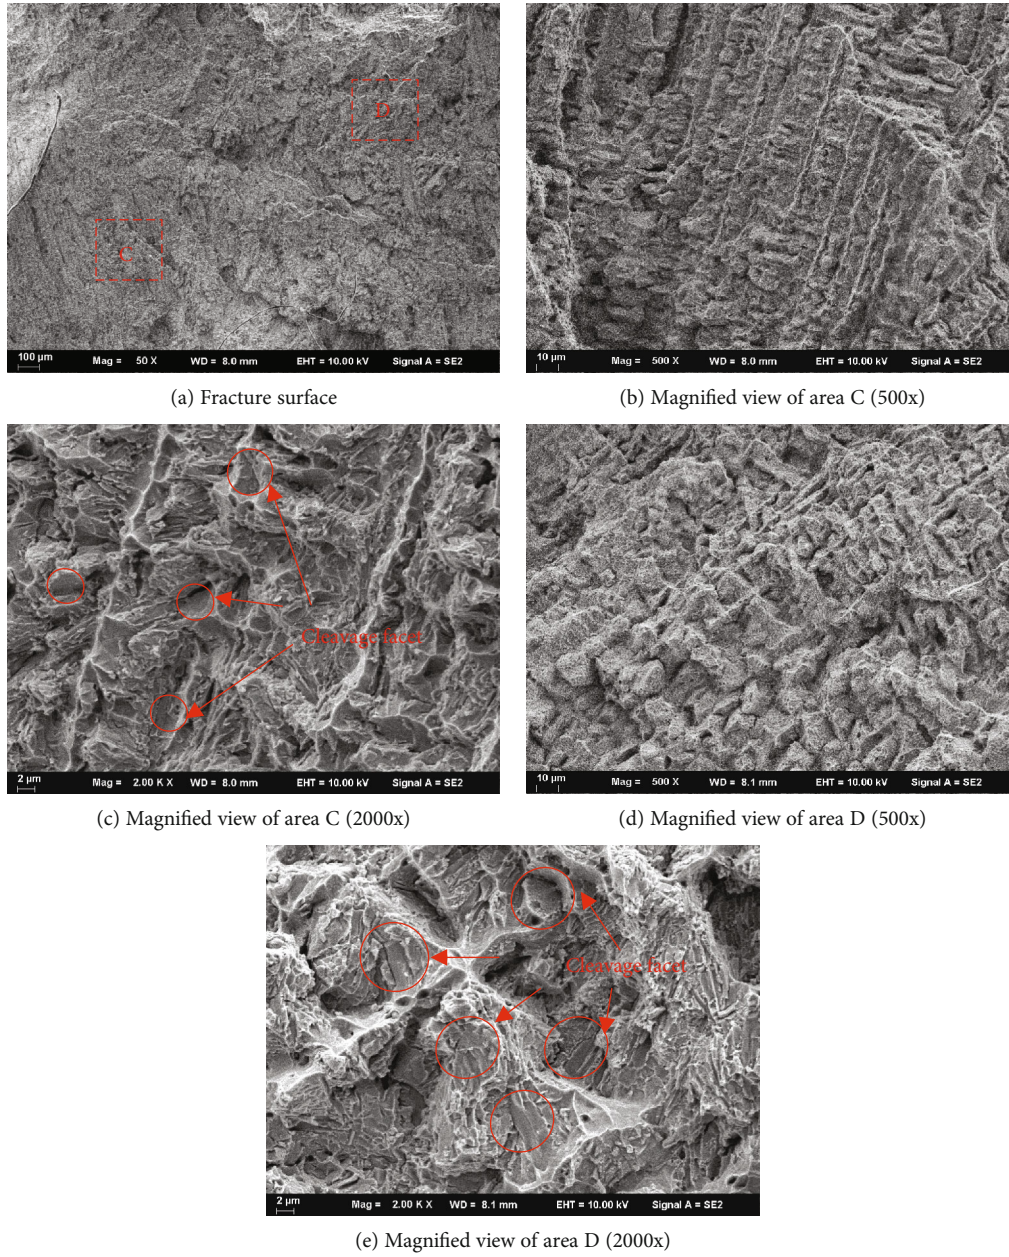 D
C
100 µm
Mag = 50 X WD = 8.0 mm EHT = 10.00 kV Signal A = SE2
(a) Fracture surface
10 µm
Mag = 500 X WD = 8.0 mm EHT = 10.00 kV Signal A = SE2
(b) Magnified view of area C (500x)
Cleavage facet
2 µm
Mag = 2.00 K X WD = 8.0 mm EHT = 10.00 kV Signal A = SE2
(c) Magnified view of area C (2000x)
10 µm
Mag = 500 X WD = 8.1 mm EHT = 10.00 kV Signal A = SE2
(d) Magnified view of area D (500x)
Cleavage facet
2 µm
Mag = 2.00 K X WD = 8.1 mm EHT = 10.00 kV Signal A = SE2
(e) Magnified view of area D (2000x)